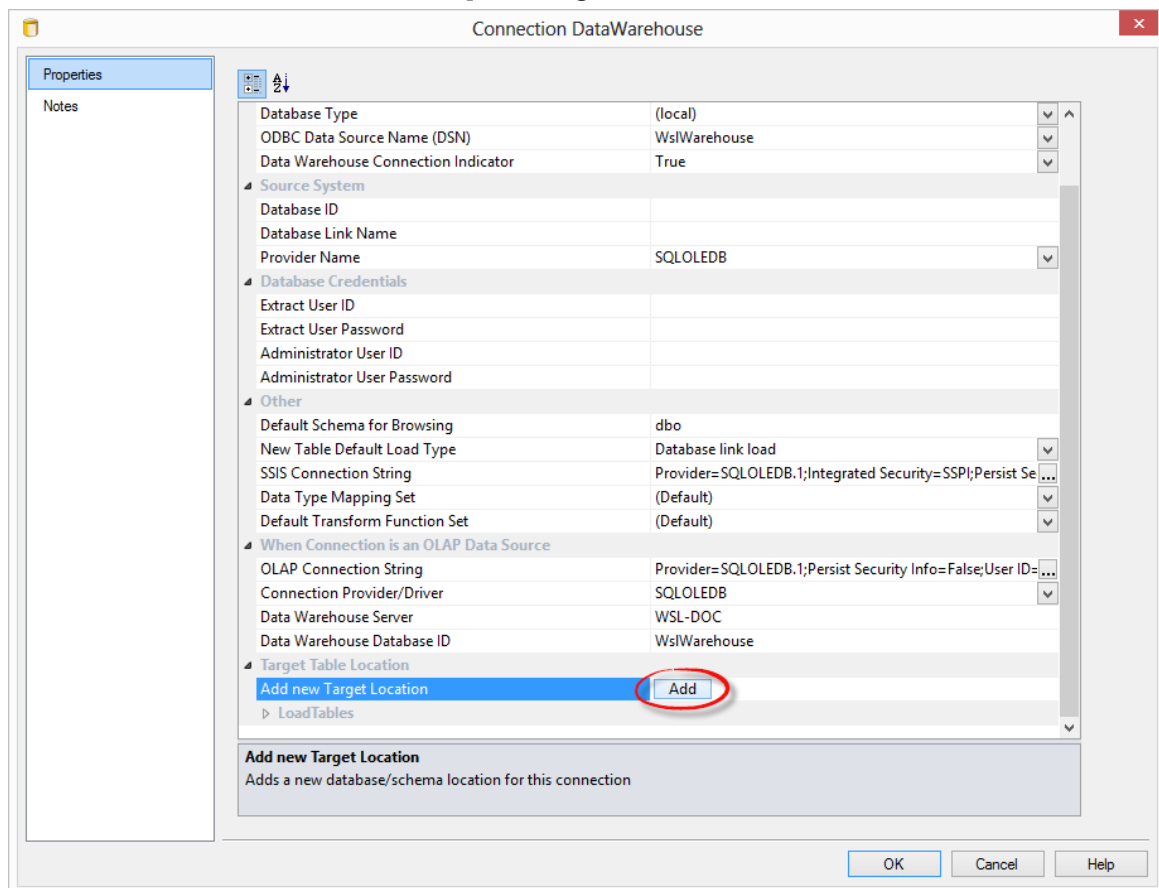 Connection DataWarehouse
Properties
Notes
Database Type (local)
ODBC Data Source Name (DSN) WslWarehouse
Data Warehouse Connection Indicator True
Source System
Database ID
Database Link Name
Provider Name SQLOLEDB
Database Credentials
Extract User ID
Extract User Password
Administrator User ID
Administrator User Password
Other
Default Schema for Browsing dbo
New Table Default Load Type Database link load
SSIS Connection String Provider=SQLOLEDB.1;Integrated Security=SSPI;Persist Se ...
Data Type Mapping Set (Default)
Default Transform Function Set (Default)
When Connection is an OLAP Data Source
OLAP Connection String Provider=SQLOLEDB.1;Persist Security Info=False;User ID= ...
Connection Provider/Driver SQLOLEDB
Data Warehouse Server WSL-DOC
Data Warehouse Database ID WslWarehouse
Target Table Location
Add new Target Location Add
LoadTables
Add new Target Location
Adds a new database/schema location for this connection
OK Cancel Help